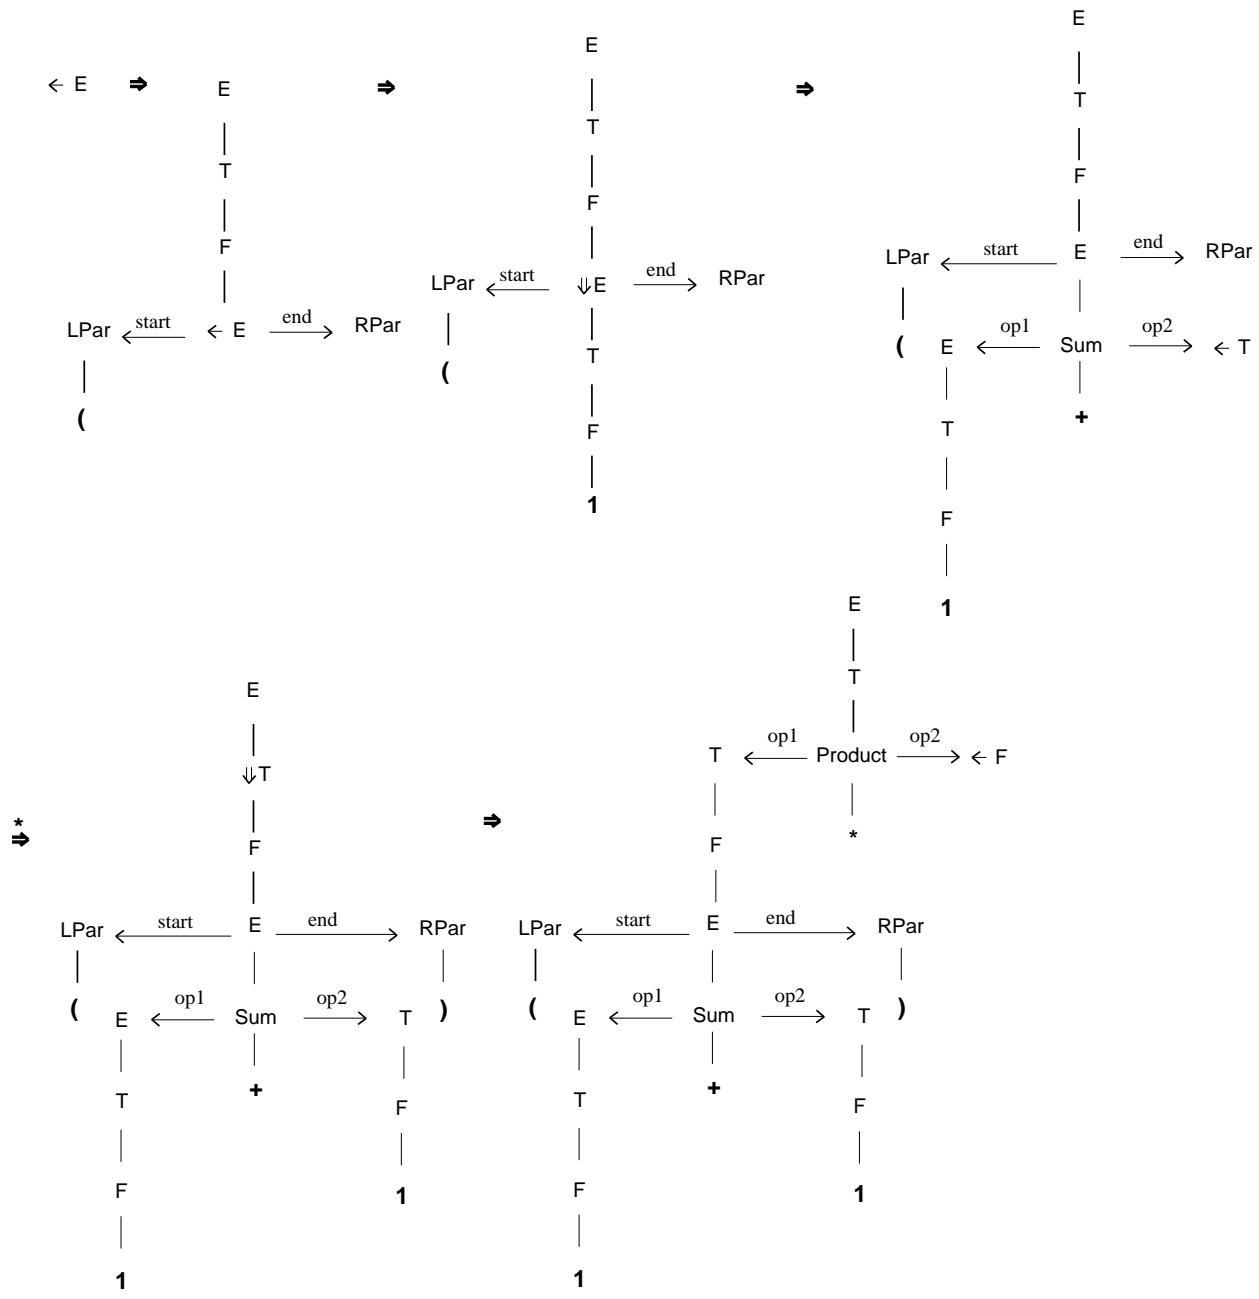 ← E ⇒
E
T
F
LPar start ← E end RPar
(
⇒
E
T
F
LPar start ⇓E end RPar
(
T
F
1
⇒
E
T
F
LPar start E end RPar
( E op1 Sum op2 ← T
T
+
F
1
*
⇒
E
⇓T
F
LPar start E end RPar
( E op1 Sum op2 T )
T
+
F
F
1
1
⇒
E
T
T op1 Product op2 ← F
F
*
LPar start E end RPar
( E op1 Sum op2 T )
T
+
F
F
1
1